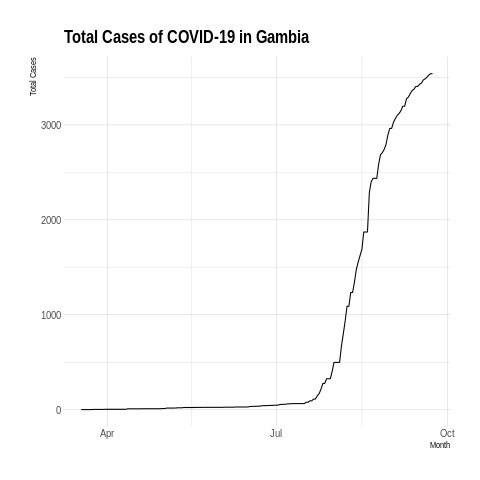 Total Cases of COVID-19 in Gambia
Total Cases
3000
2000
1000
0
Apr
Jul
Oct
Month